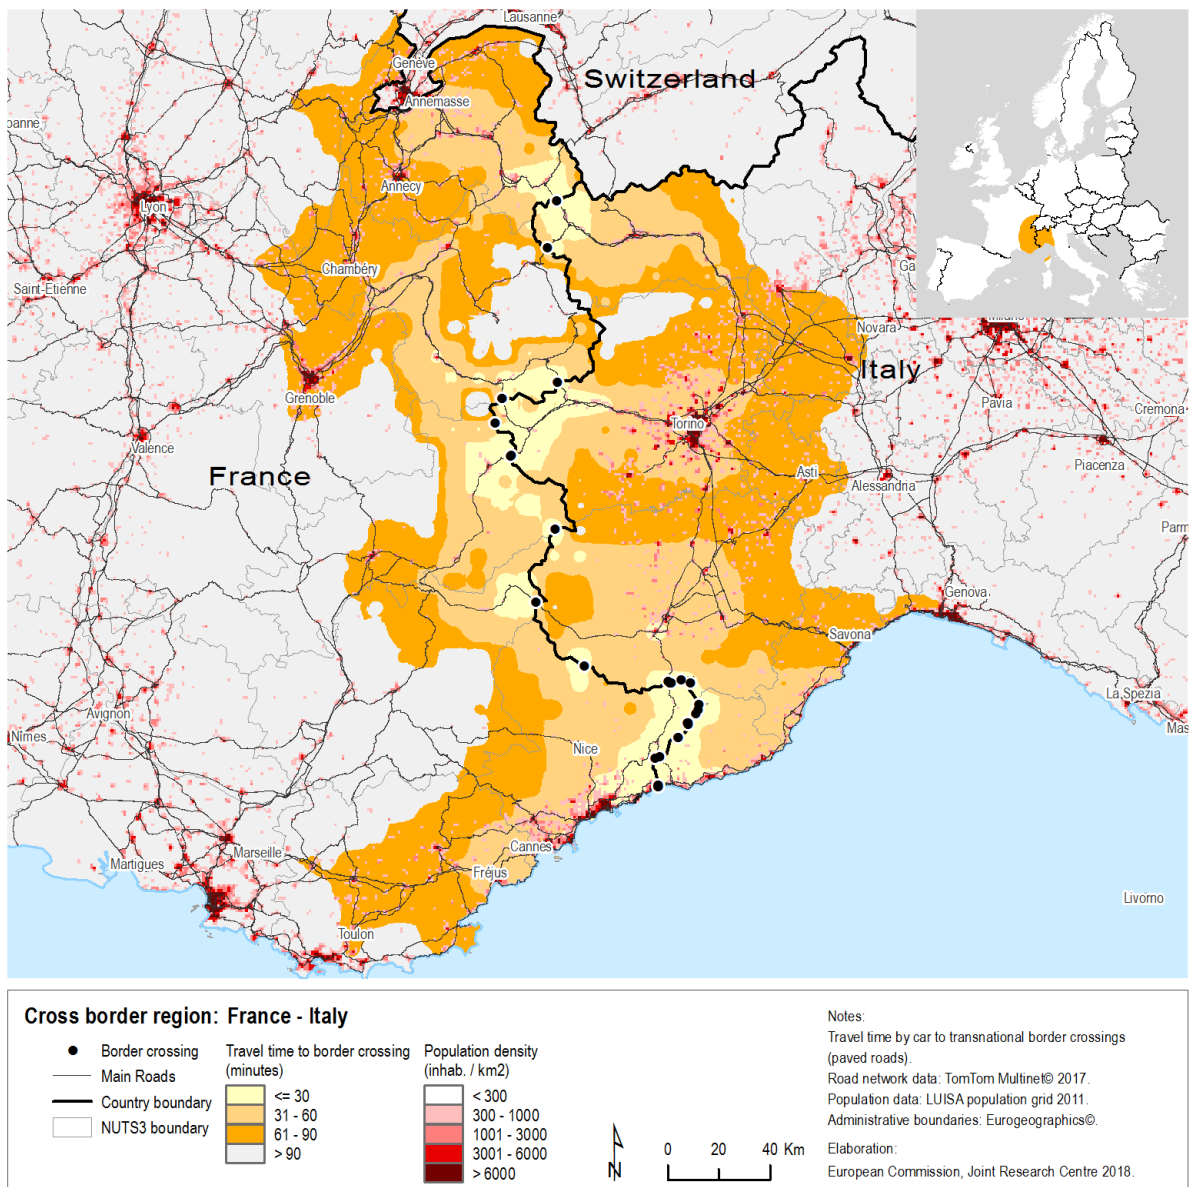 Lausanne
Genève
Switzerland
Annemasse
oanne
Annecy
Lyon
Chambéry
Ga
Saint-Etienne
Milano
Novara
Italy
Grenoble
Pavia
Cremona
Torino
Valence
France
Asti
Piacenza
Alessandria
Parm
Genova
Savona
La Spezia
Avignon
Mas
Nîmes
Nice
Cannes
Marseille
Martigues
Fréjus
Livorno
Toulon
Cross border region: France - Italy
Border crossing
Main Roads
Country boundary
NUTS3 boundary
Travel time to border crossing
(minutes)
<= 30
31 - 60
61 - 90
> 90
Population density
(inhab. / km2)
< 300
300 - 1000
1001 - 3000
3001 - 6000
> 6000
N
0 20 40 Km
Notes:
Travel time by car to transnational border crossings
(paved roads).
Road network data: TomTom Multinet© 2017.
Population data: LUISA population grid 2011.
Administrative boundaries: Eurogeographics©.
Elaboration:
European Commission, Joint Research Centre 2018.